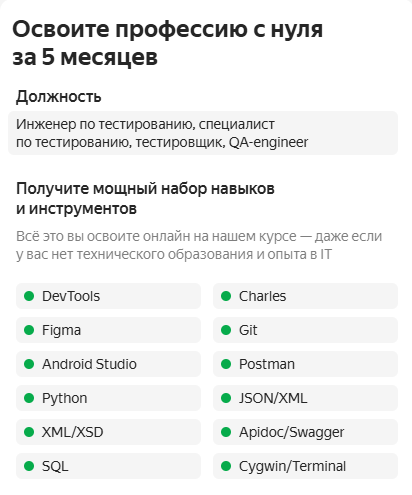 Освоите профессию с нуля
за 5 месяцев
Должность
Инженер по тестированию, специалист
по тестированию, тестировщик, QA-engineer
Получите мощный набор навыков
и инструментов
Всё это вы освоите онлайн на нашем курсе — даже если
у вас нет технического образования и опыта в IT
DevTools
Charles
Figma
Git
Android Studio
Postman
Python
JSON/XML
XML/XSD
Apidoc/Swagger
SQL
Cygwin/Terminal